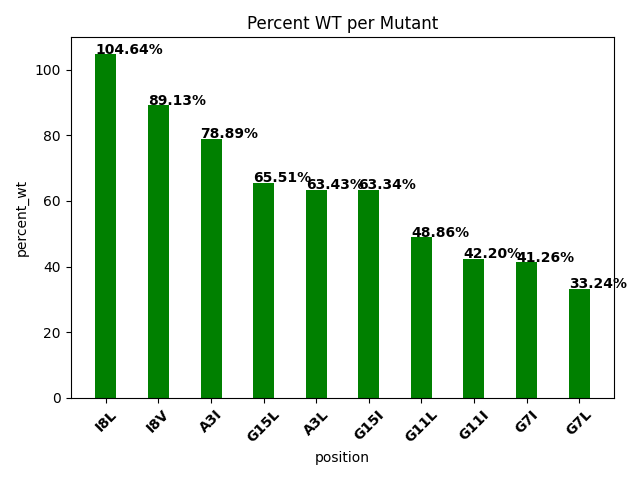 Percent WT per Mutant
percent_wt
100
80
60
40
20
0
104.64%
89.13%
78.89%
65.51%
63.43%
63.34%
48.86%
42.20%
41.26%
33.24%
I8L
I8V
A3I
G15L
A3L
G15I
G11L
G11I
G7I
G7L
position